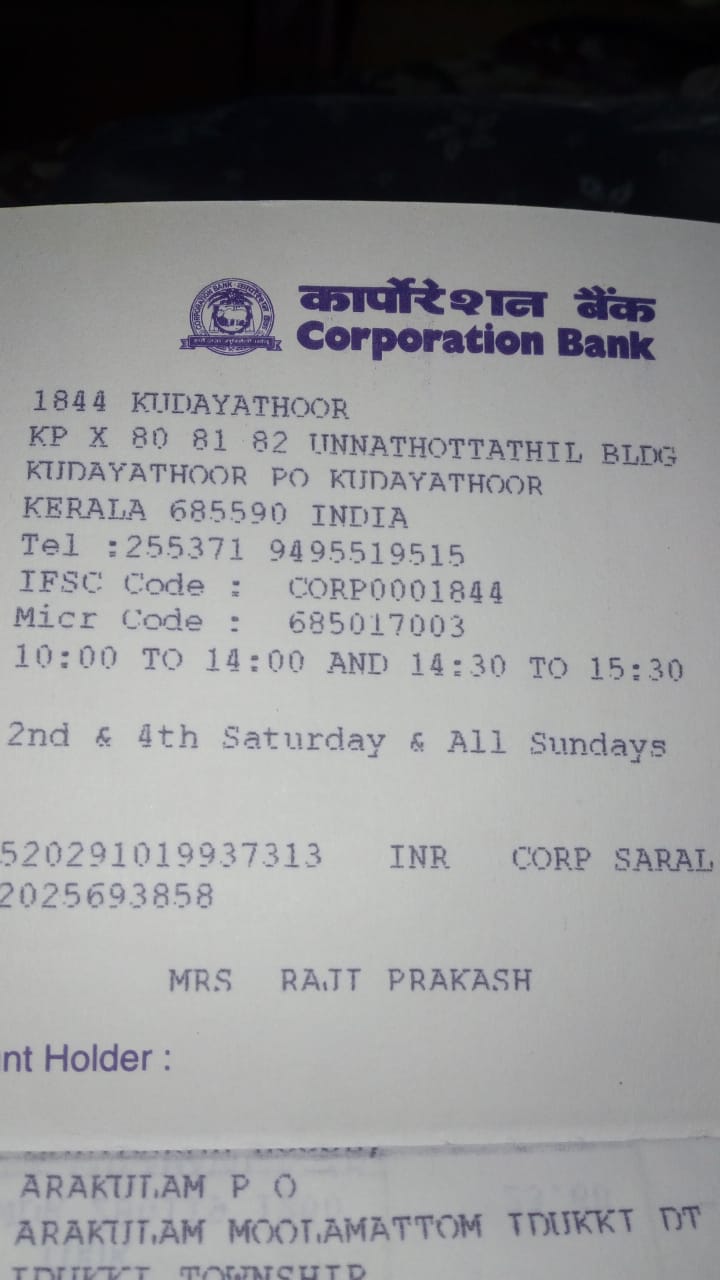 कार्पोरेशन बैंक
Corporation Bank
1844 KUDAYATHOOR
KP X 80 81 82 UNNATHOTTATHIL BLDG
KUDAYATHOOR PO KUDAYATHOOR
KERALA 685590 INDIA
Tel :255371 9495519515
IFSC Code : CORP0001844
Micr Code : 685017003
10:00 TO 14:00 AND 14:30 TO 15:30
2nd & 4th Saturday & All Sundays
520291019937313 INR CORP SARAL
2025693858
MRS RAJI PRAKASH
nt Holder :
ARAKULAM P O
ARAKULAM MOOLAMATTOM IDUKKI DT
IDUKKI TOWNSHIP